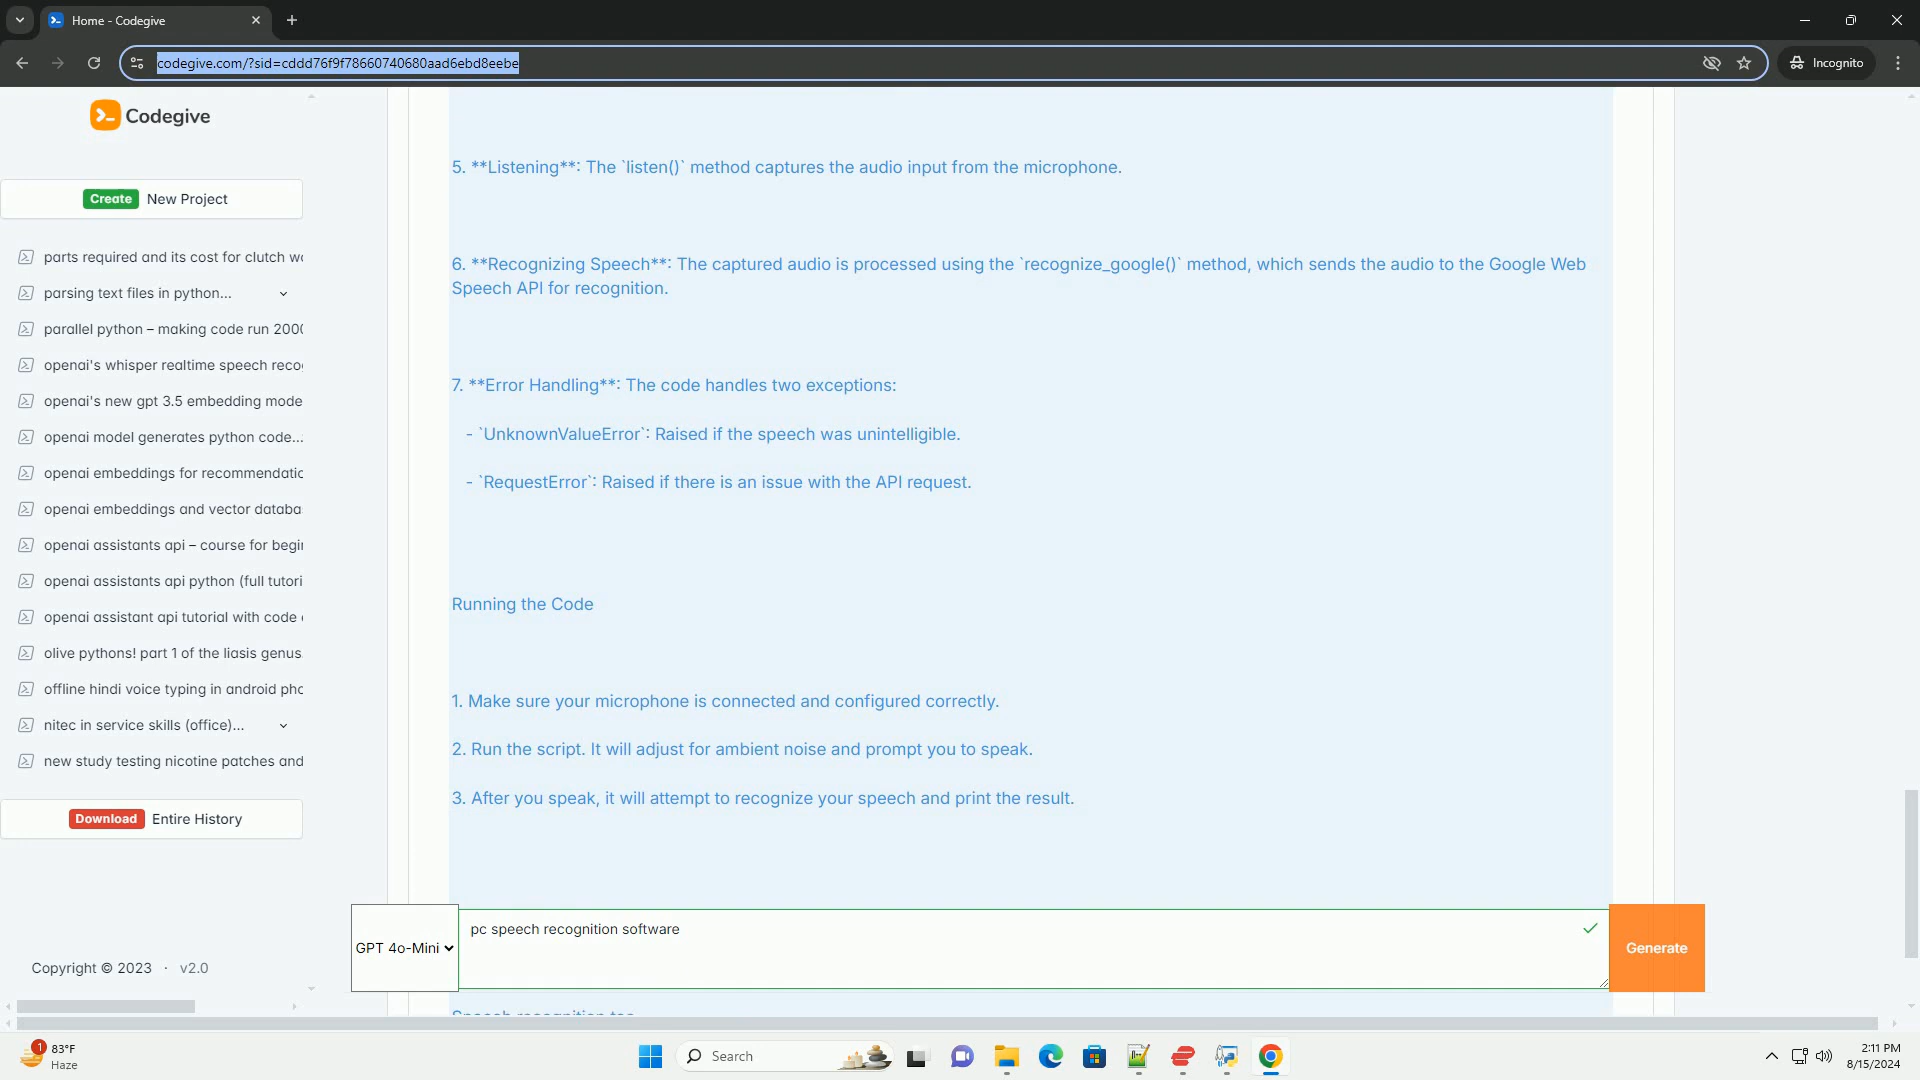 Home - Codegive
codegive.com/?sid=cddd76f9f78660740680aad6ebd8eebe
Incognito
Codegive
Create New Project
parts required and its cost for clutch
parsing text files in python...
parallel python – making code run
openai's whisper realtime speech
openai's new gpt 3.5 embedding
openai model generates python code...
openai embeddings for
openai embeddings and vector
openai assistants api – course for
openai assistants api python (full
openai assistant api tutorial with code
olive pythons! part 1 of the liasis genus
offline hindi voice typing in android
nitec in service skills (office)...
new study testing nicotine patches and
Download Entire History
Copyright © 2023 · v2.0
5. **Listening**: The `listen()` method captures the audio input from the microphone.
6. **Recognizing Speech**: The captured audio is processed using the `recognize_google()` method, which sends the audio to the Google Web
Speech API for recognition.
7. **Error Handling**: The code handles two exceptions:
- `UnknownValueError`: Raised if the speech was unintelligible.
- `RequestError`: Raised if there is an issue with the API request.
Running the Code
1. Make sure your microphone is connected and configured correctly.
2. Run the script. It will adjust for ambient noise and prompt you to speak.
3. After you speak, it will attempt to recognize your speech and print the result.
GPT 4o-Mini
pc speech recognition software
Generate
1
83°F
Haze
Search
2:11 PM
8/15/2024